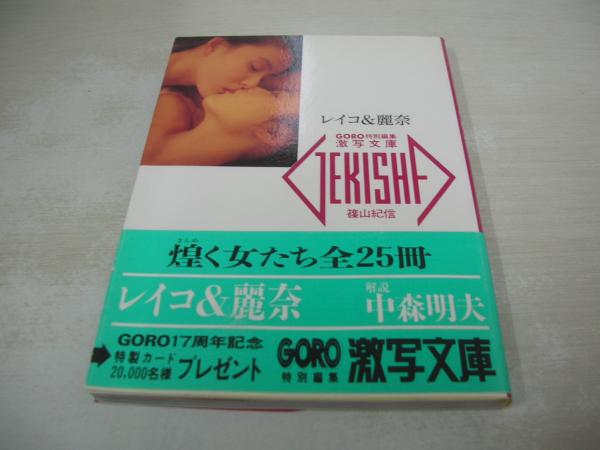 レイコ&麗奈
GORO特別編集
激写文庫
GEKISHA
篠山紀信
きんの
煌く女たち全25冊
レイコ&麗奈
解説
中森明夫
GORO17周年記念
特製カード
20,000名様 プレゼント
GORO
特別編集
激写文庫